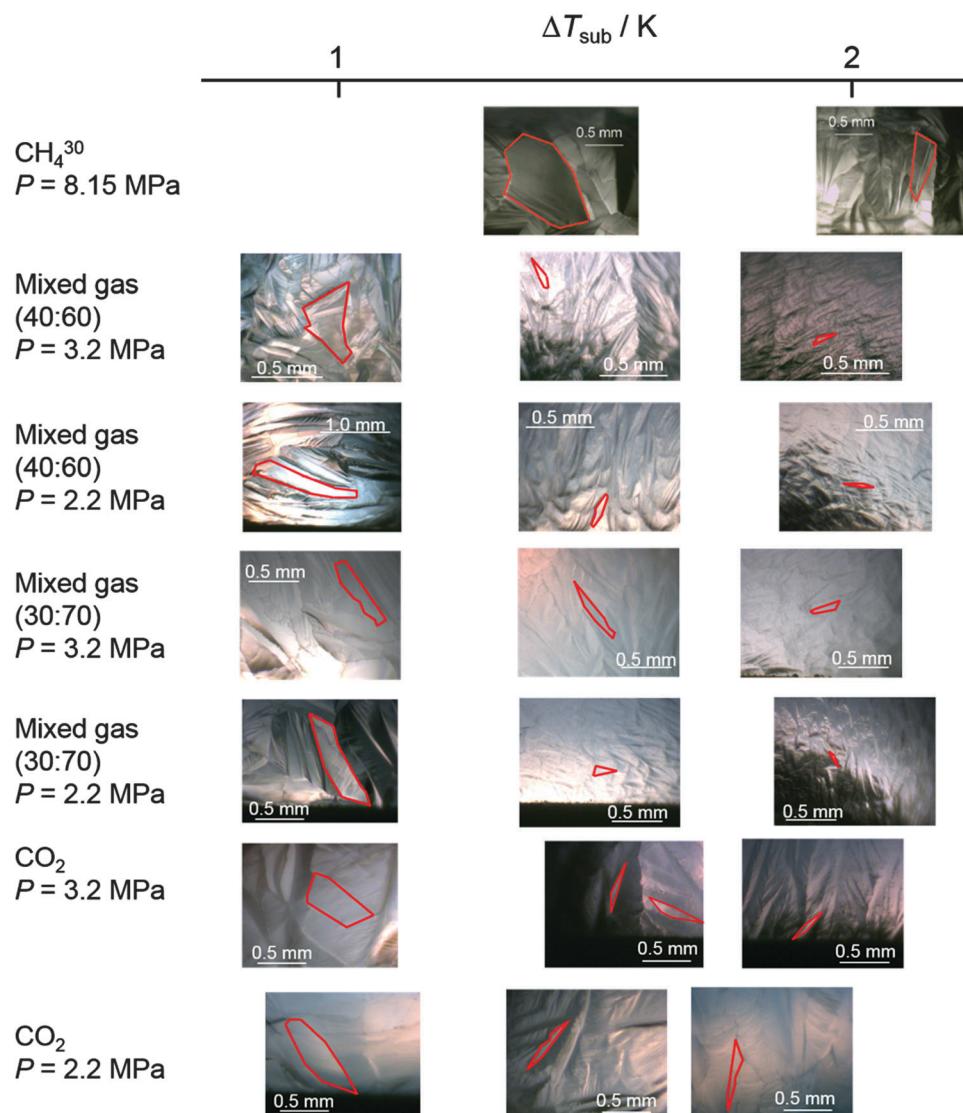 ΔT_sub / K
1 2
CH₄³⁰
P = 8.15 MPa
0.5 mm 0.5 mm
Mixed gas
(40:60)
P = 3.2 MPa
0.5 mm 0.5 mm 0.5 mm
Mixed gas
(40:60)
P = 2.2 MPa
1.0 mm 0.5 mm 0.5 mm
Mixed gas
(30:70)
P = 3.2 MPa
0.5 mm 0.5 mm 0.5 mm
Mixed gas
(30:70)
P = 2.2 MPa
0.5 mm 0.5 mm 0.5 mm
CO₂
P = 3.2 MPa
0.5 mm 0.5 mm 0.5 mm
CO₂
P = 2.2 MPa
0.5 mm 0.5 mm 0.5 mm